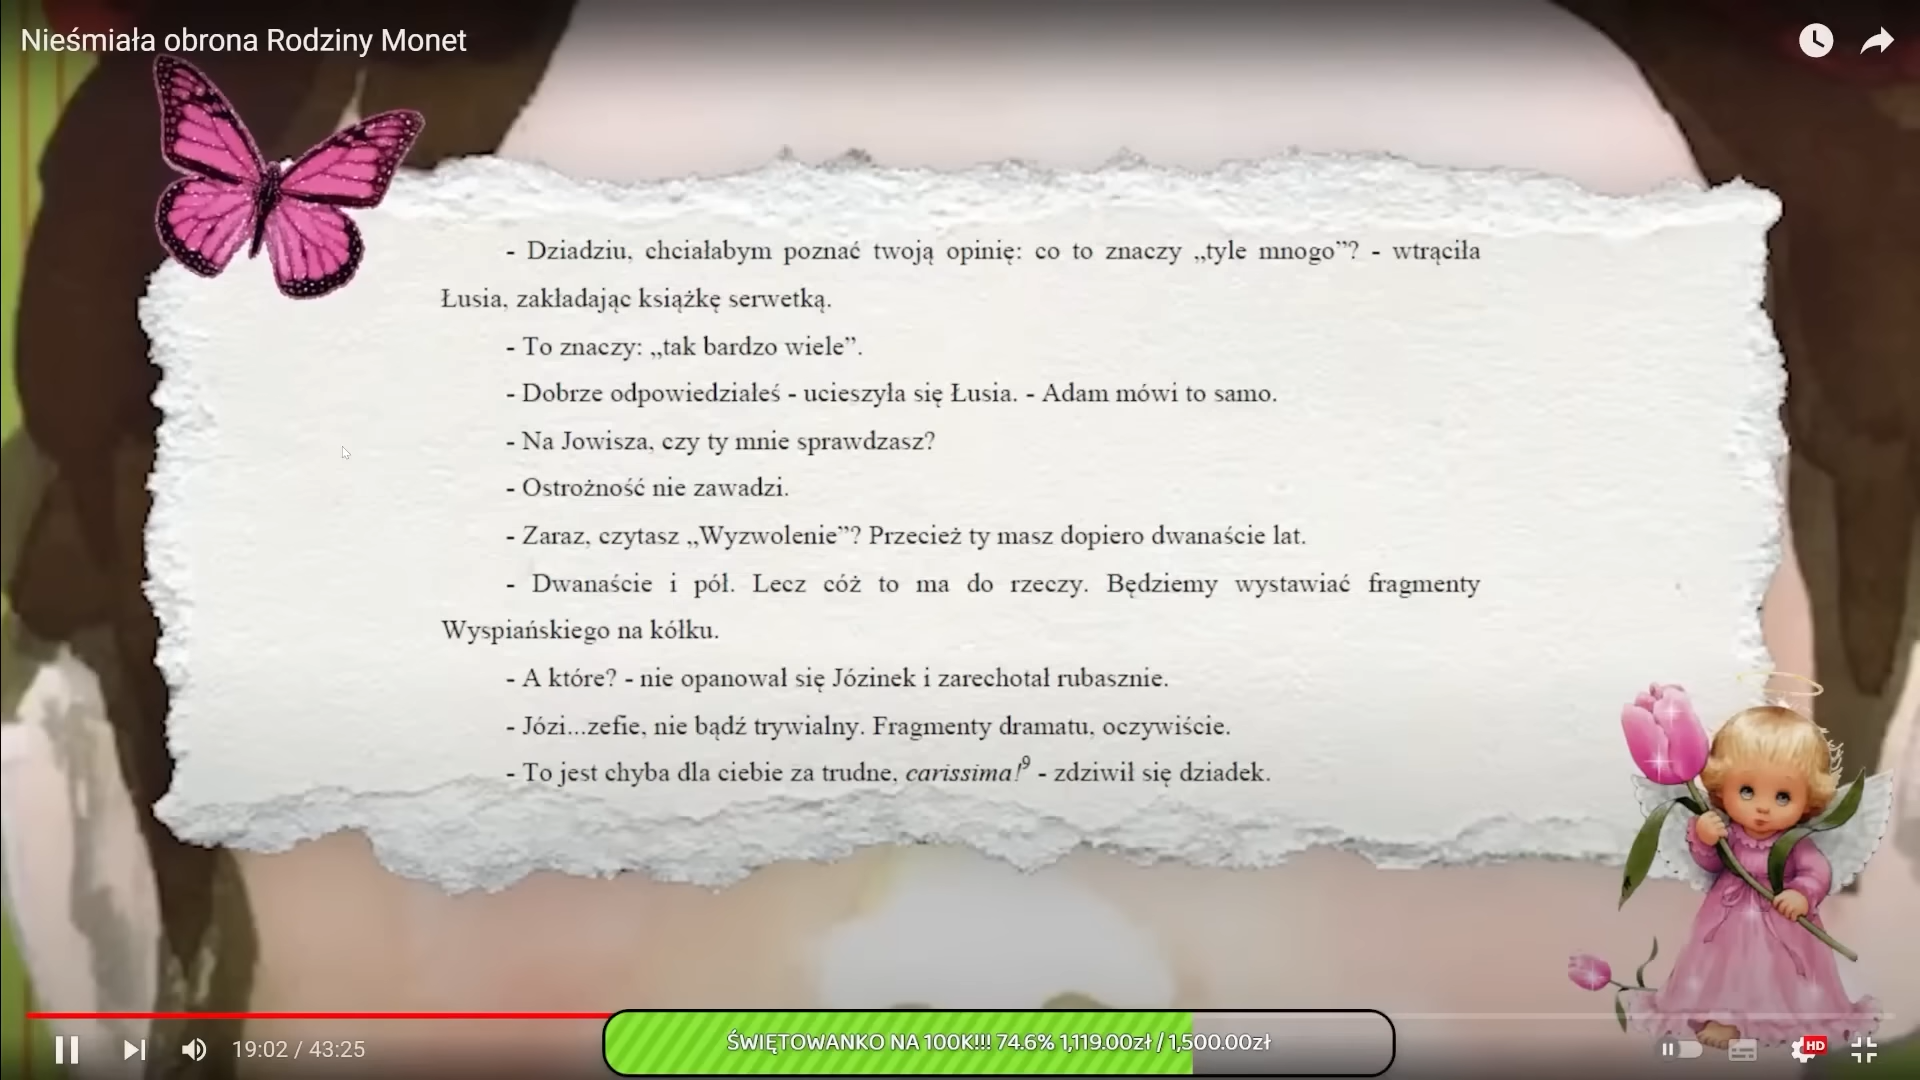 Nieśmiała obrona Rodziny Monet
- Dziadziu, chciałabym poznać twoją opinię: co to znaczy „tyle mnogo”? - wtrąciła
Łusia, zakładając książkę serwetką.
- To znaczy: „tak bardzo wiele”.
- Dobrze odpowiedziałeś - ucieszyła się Łusia. - Adam mówi to samo.
- Na Jowisza, czy ty mnie sprawdzasz?
- Ostrożność nie zawadzi.
- Zaraz, czytasz „Wyzwolenie”? Przecież ty masz dopiero dwanaście lat.
- Dwanaście i pół. Lecz cóż to ma do rzeczy. Będziemy wystawiać fragmenty
Wyspiańskiego na kółku.
- A które? - nie opanował się Józinek i zarechotał rubasznie.
- Józi...zefie, nie bądź trywialny. Fragmenty dramatu, oczywiście.
- To jest chyba dla ciebie za trudne, carissima!⁹ - zdziwił się dziadek.
ŚWIĘTOWANKO NA 100K!!! 74.6% 1,119.00zł / 1,500.00zł
19:02 / 43:25
HD